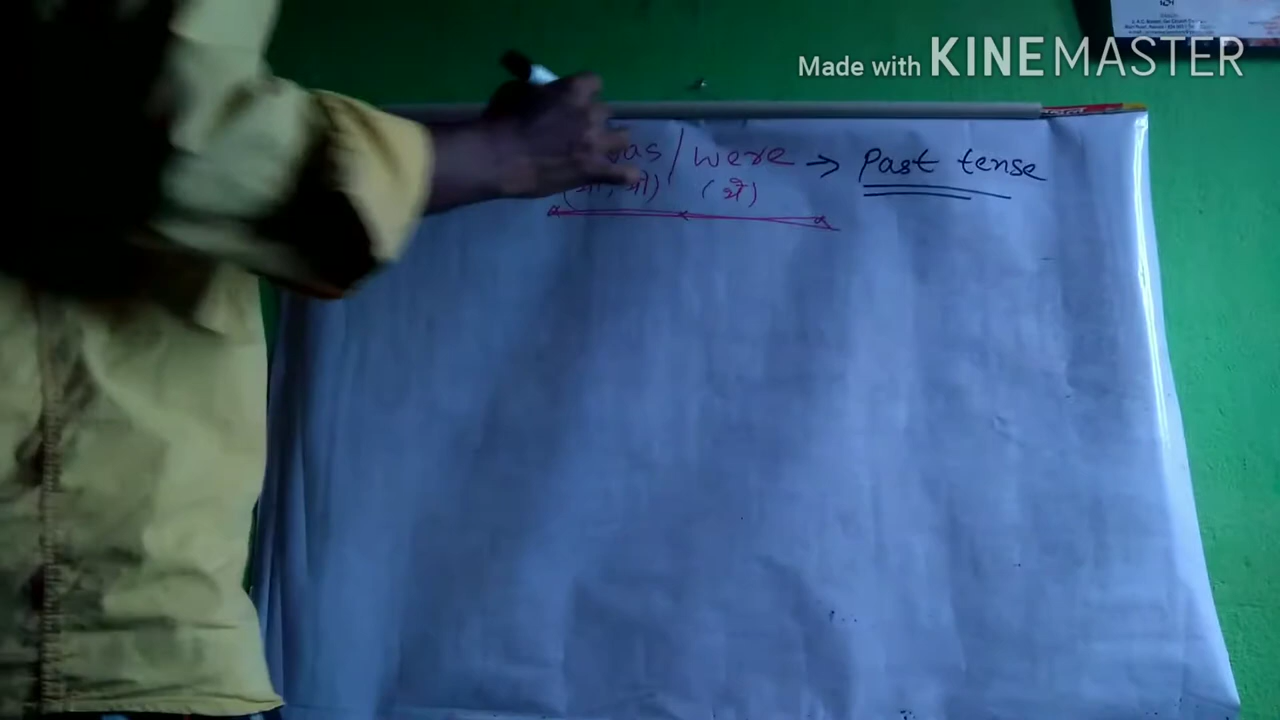 Made with KINEMASTER
was / were → Past tense
(था, थी) (थे)